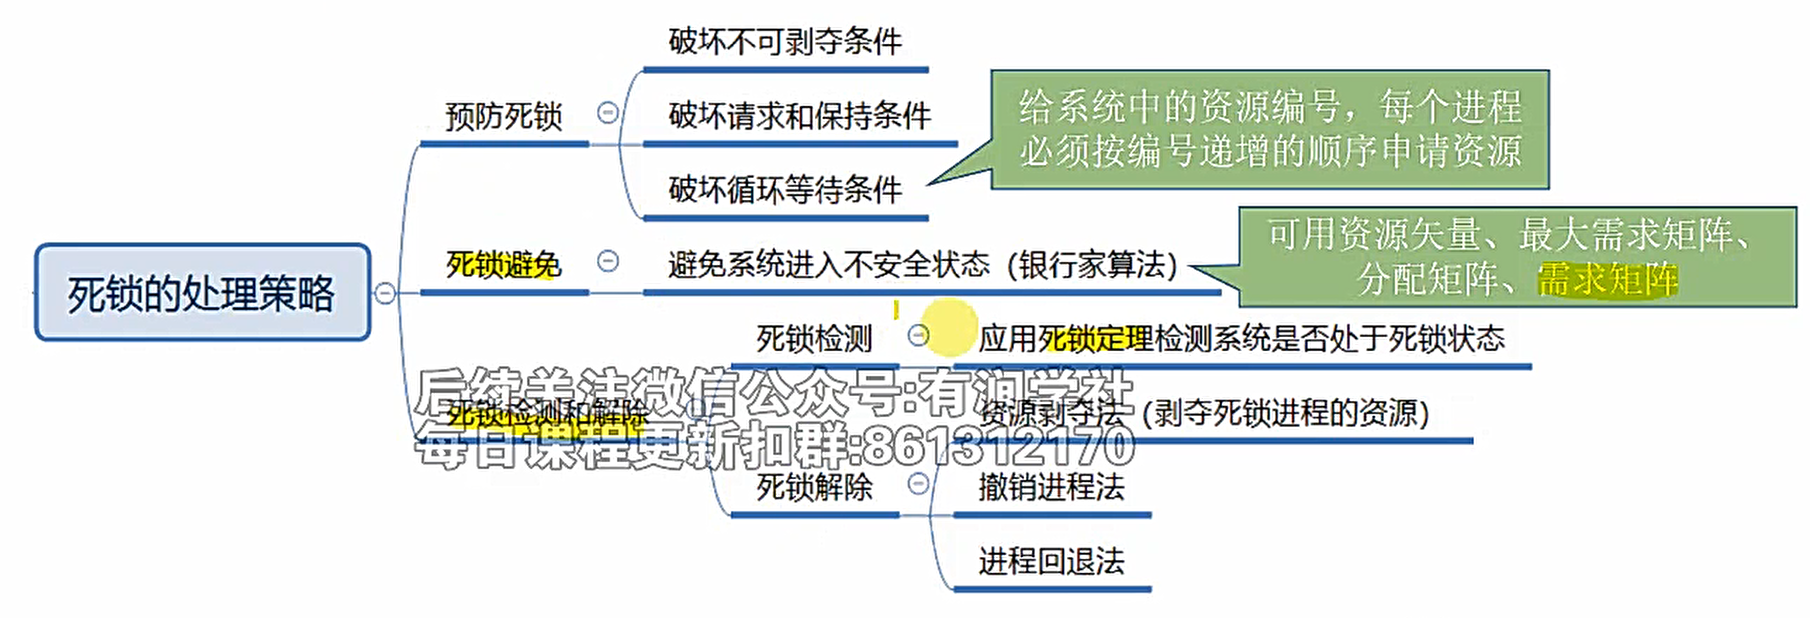 破坏不可剥夺条件
预防死锁
破坏请求和保持条件
破坏循环等待条件
给系统中的资源编号，每个进程
必须按编号递增的顺序申请资源
死锁的处理策略
死锁避免
避免系统进入不安全状态（银行家算法）
可用资源矢量、最大需求矩阵、
分配矩阵、需求矩阵
死锁检测
应用死锁定理检测系统是否处于死锁状态
后续关注微信公众号:有润学社
死锁检测和解除
资源剥夺法（剥夺死锁进程的资源）
每日课程更新扣群:861312170
死锁解除
撤销进程法
进程回退法